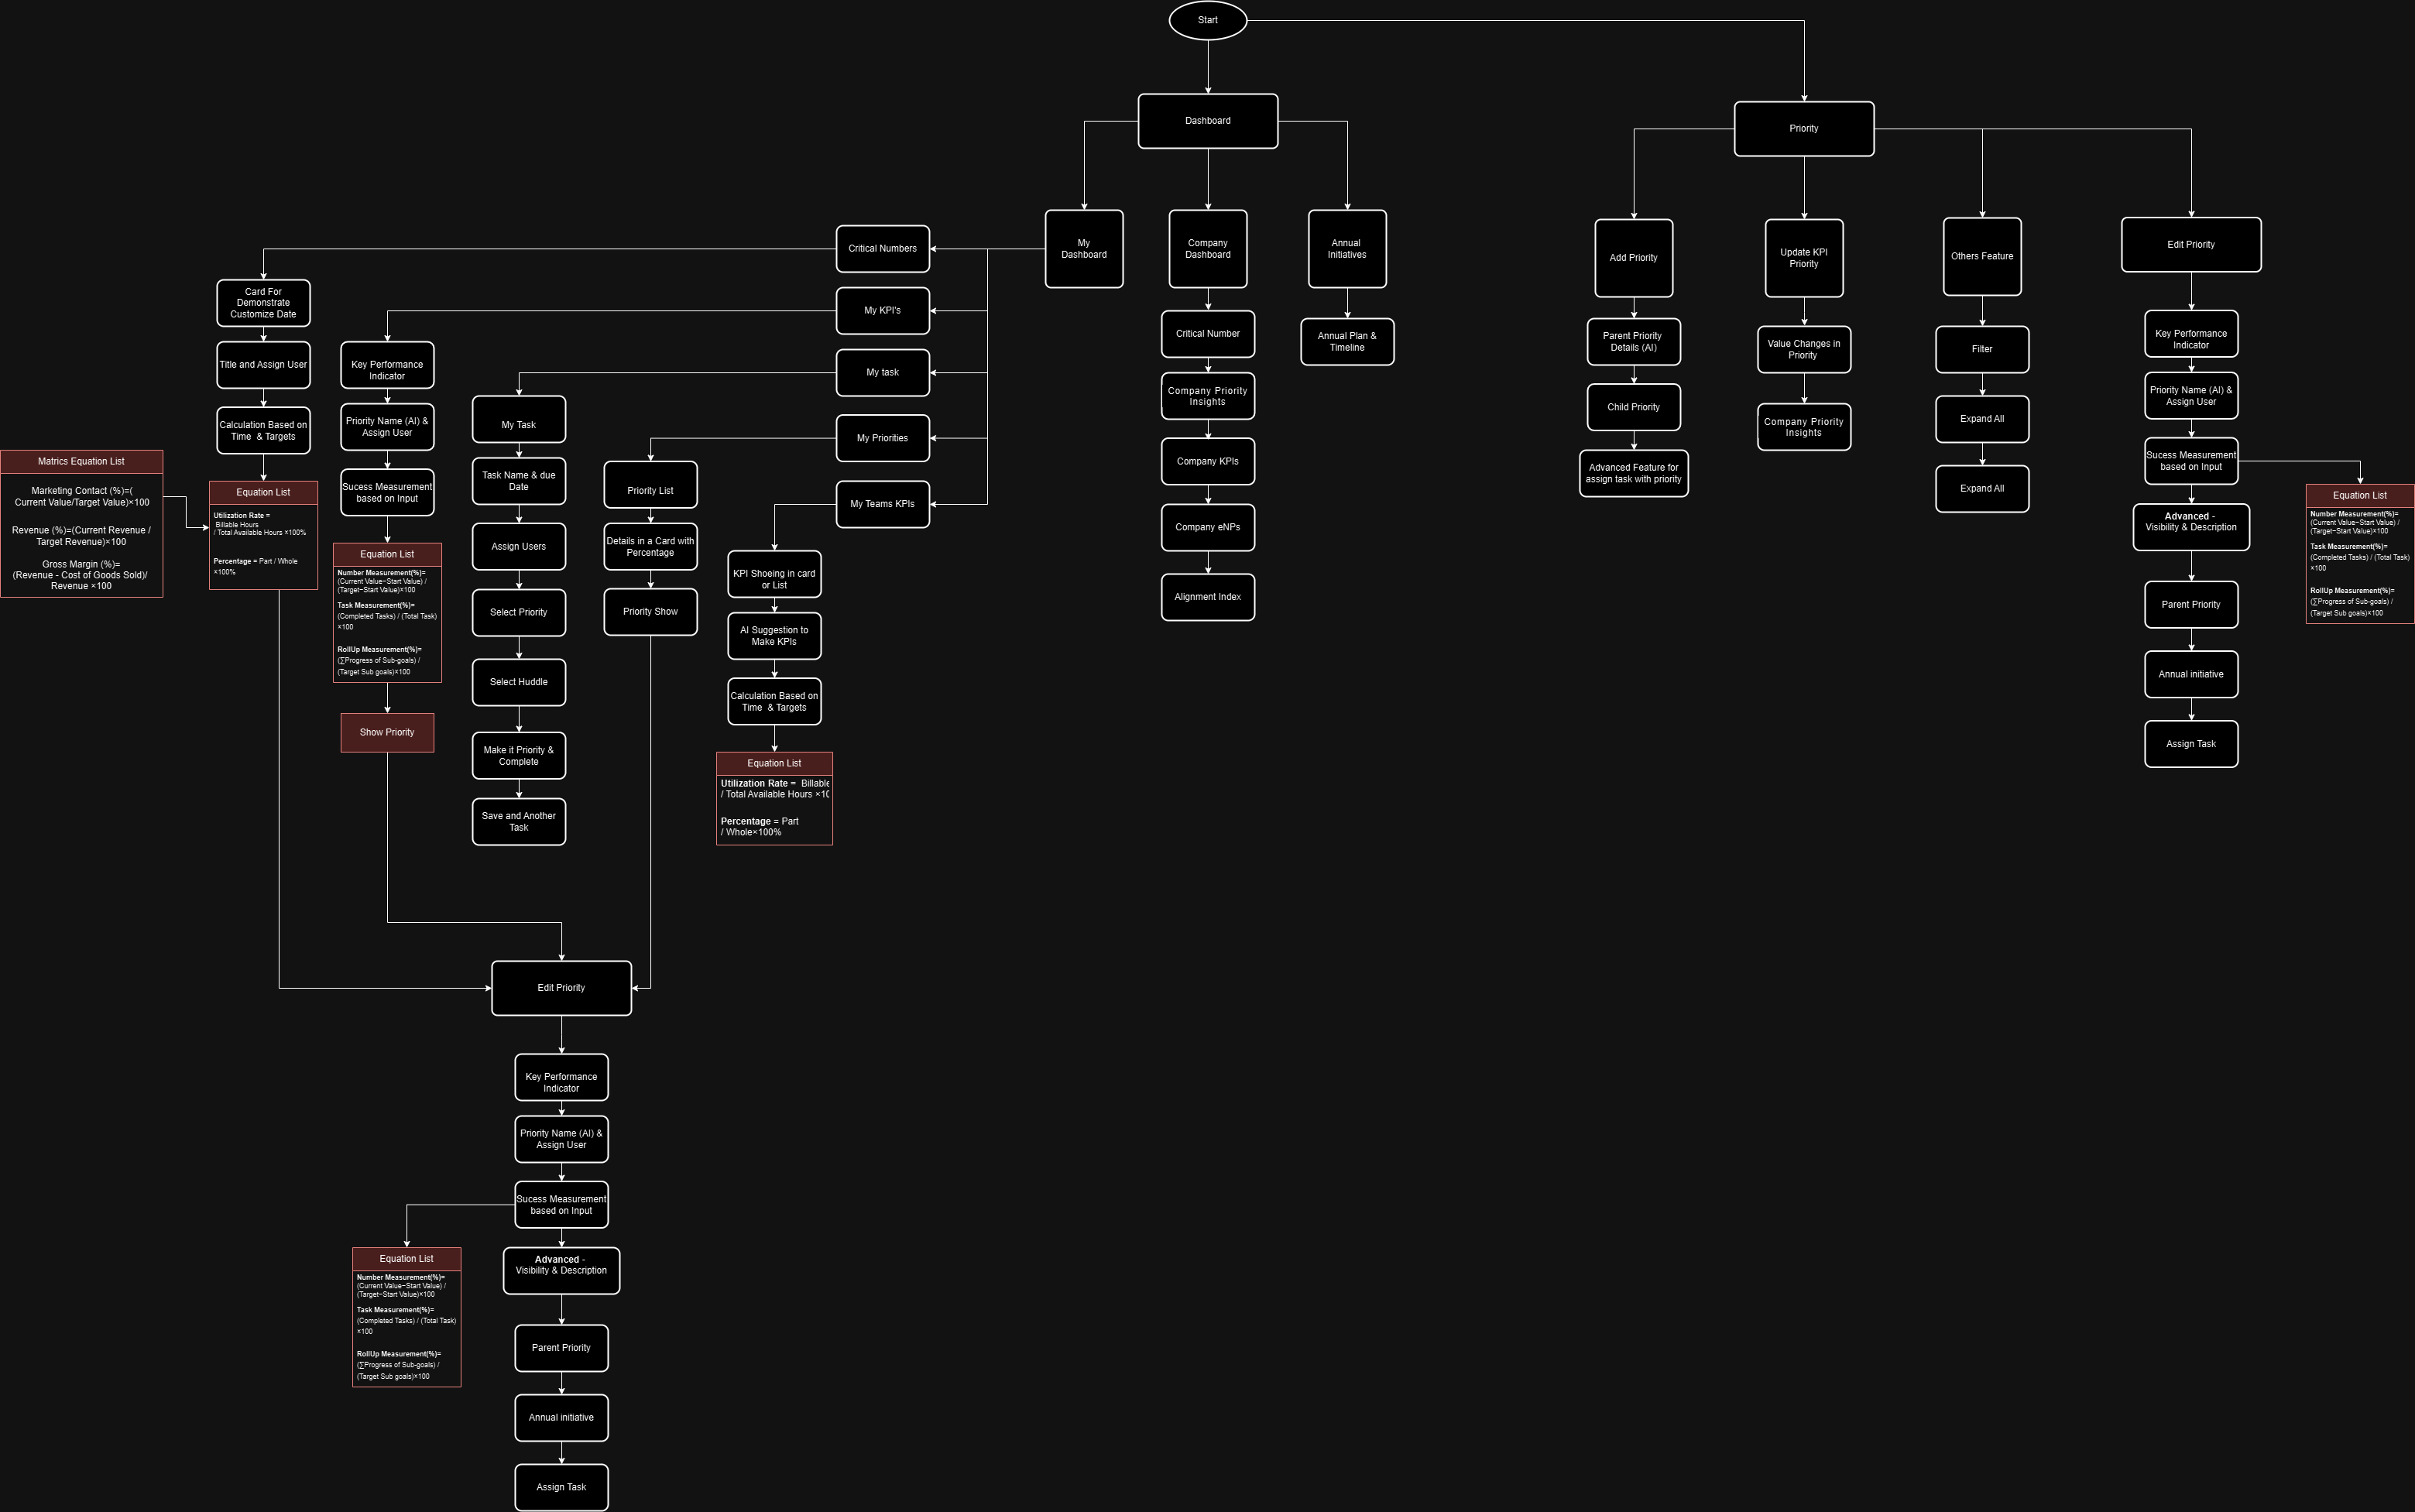 Start
Dashboard
Priority
My
Dashboard
Company
Dashboard
Annual
Initiatives
Add Priority
Update KPI
Priority
Others Feature
Edit Priority
Critical Numbers
My KPI's
My task
My Priorities
My Teams KPIs
Card For
Demonstrate
Customize Date
Title and Assign User
Calculation Based on
Time & Targets
Matrics Equation List
Marketing Contact (%)=(
Current Value/Target Value)×100
Revenue (%)=(Current Revenue /
Target Revenue)×100
Gross Margin (%)=
(Revenue - Cost of Goods Sold)/
Revenue ×100
Equation List
Utilization Rate =
Billable Hours
/ Total Available Hours ×100%
Percentage = Part / Whole
×100%
Key Performance
Indicator
Priority Name (AI) &
Assign User
Sucess Measurement
based on Input
Equation List
Number Measurement(%)=
(Current Value−Start Value) /
(Target−Start Value)×100
Task Measurement(%)=
(Completed Tasks) / (Total Task)
×100
RollUp Measurement(%)=
(∑Progress of Sub-goals) /
(Target Sub goals)×100
Show Priority
My Task
Task Name & due
Date
Assign Users
Select Priority
Select Huddle
Make it Priority &
Complete
Save and Another
Task
Priority List
Details in a Card with
Percentage
Priority Show
KPI Shoeing in card
or List
AI Suggestion to
Make KPIs
Calculation Based on
Time & Targets
Equation List
Utilization Rate = Billable
/ Total Available Hours ×10
Percentage = Part
/ Whole×100%
Critical Number
Company Priority
Insights
Company KPIs
Company eNPs
Alignment Index
Annual Plan &
Timeline
Parent Priority
Details (AI)
Child Priority
Advanced Feature for
assign task with priority
Value Changes in
Priority
Company Priority
Insights
Filter
Expand All
Expand All
Key Performance
Indicator
Priority Name (AI) &
Assign User
Sucess Measurement
based on Input
Advanced -
Visibility & Description
Parent Priority
Annual initiative
Assign Task
Equation List
Number Measurement(%)=
(Current Value−Start Value) /
(Target−Start Value)×100
Task Measurement(%)=
(Completed Tasks) / (Total Task)
×100
RollUp Measurement(%)=
(∑Progress of Sub-goals) /
(Target Sub goals)×100
Edit Priority
Key Performance
Indicator
Priority Name (AI) &
Assign User
Sucess Measurement
based on Input
Equation List
Number Measurement(%)=
(Current Value−Start Value) /
(Target−Start Value)×100
Task Measurement(%)=
(Completed Tasks) / (Total Task)
×100
RollUp Measurement(%)=
(∑Progress of Sub-goals) /
(Target Sub goals)×100
Advanced -
Visibility & Description
Parent Priority
Annual initiative
Assign Task